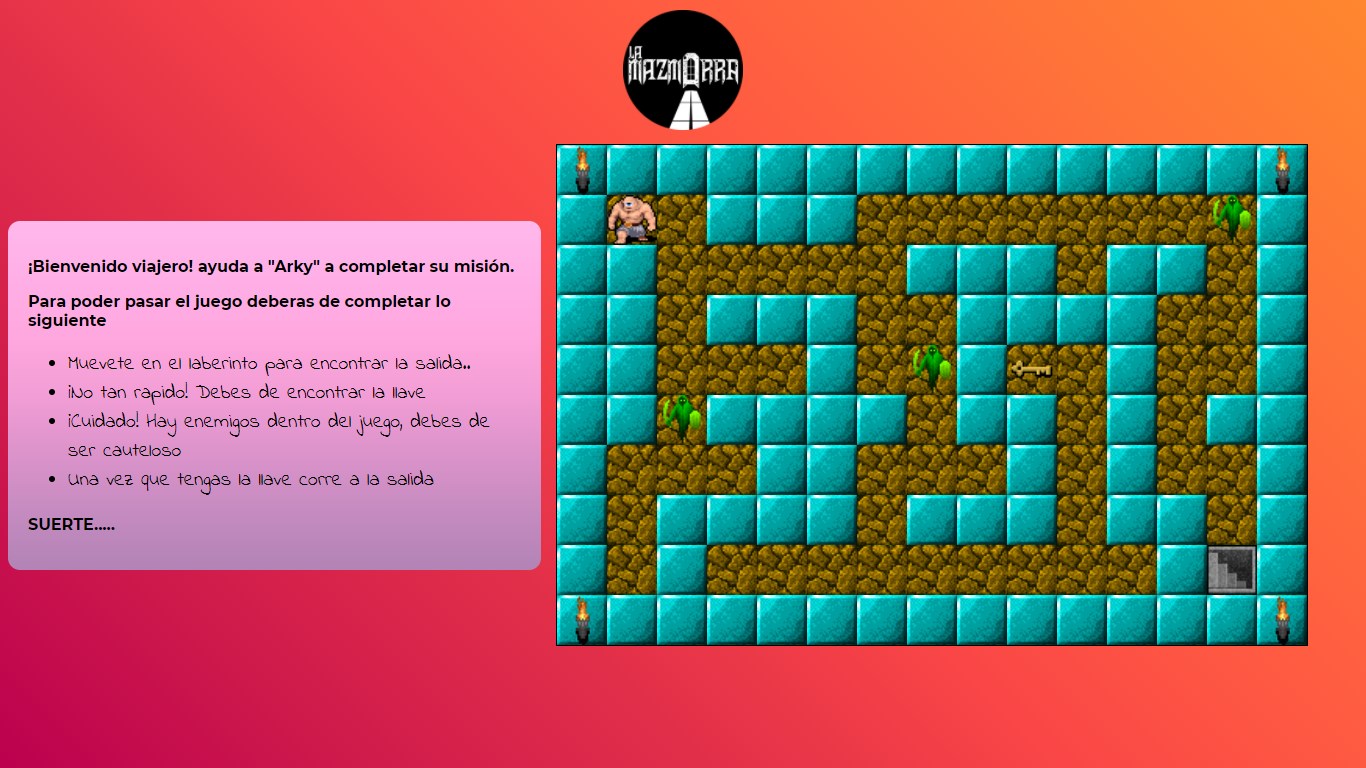 LA
MAZMORRA
¡Bienvenido viajero! ayuda a "Arky" a completar su misión.
Para poder pasar el juego deberas de completar lo
siguiente
• Muevete en el laberinto para encontrar la salida..
• ¡No tan rapido! Debes de encontrar la llave
• ¡Cuidado! Hay enemigos dentro del juego, debes de
ser cauteloso
• Una vez que tengas la llave corre a la salida
SUERTE.....